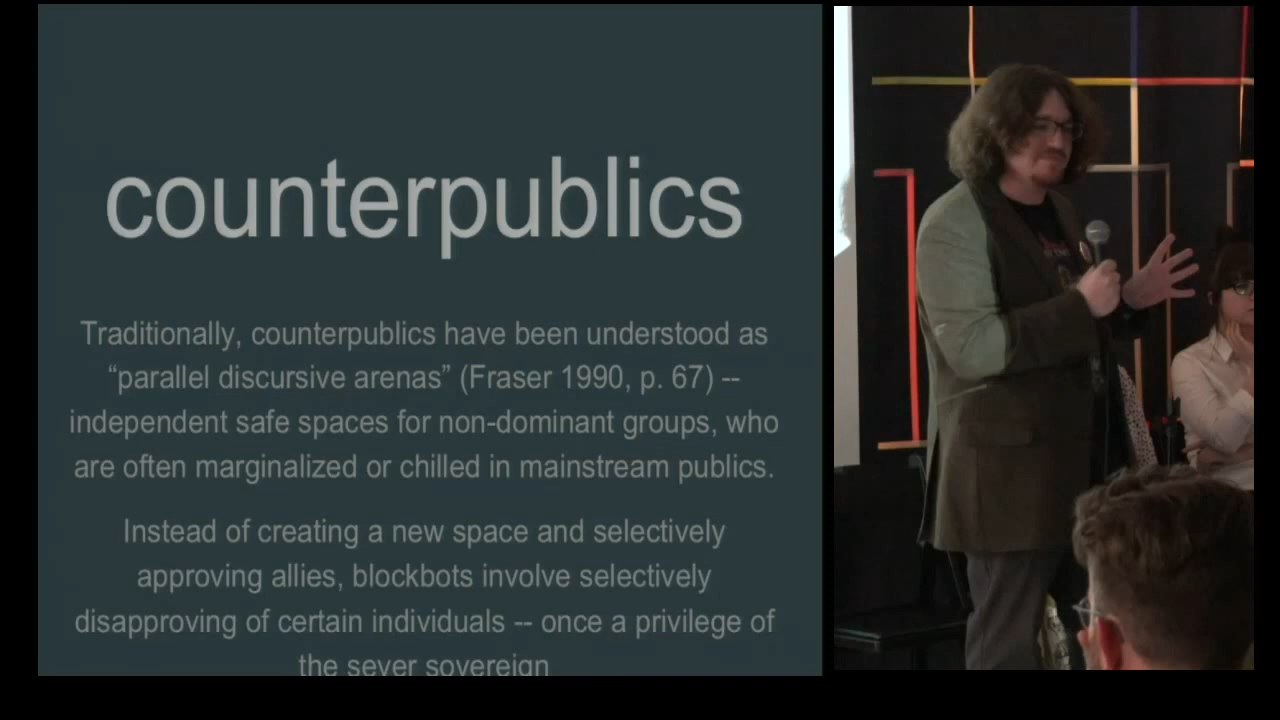 counterpublics
Traditionally, counterpublics have been understood as
“parallel discursive arenas” (Fraser 1990, p. 67) --
independent safe spaces for non-dominant groups, who
are often marginalized or chilled in mainstream publics.
Instead of creating a new space and selectively
approving allies, blockbots involve selectively
disapproving of certain individuals -- once a privilege of
the sever sovereign